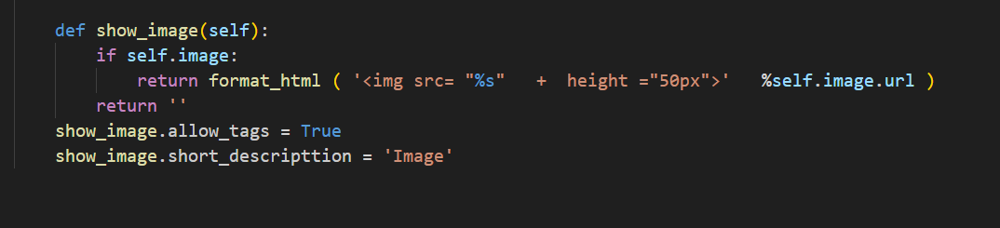 def show_image(self):
if self.image:
return format_html ( '<img src= "%s"   +  height ="50px">'   %self.image.url )
return ''
show_image.allow_tags = True
show_image.short_descripttion = 'Image'